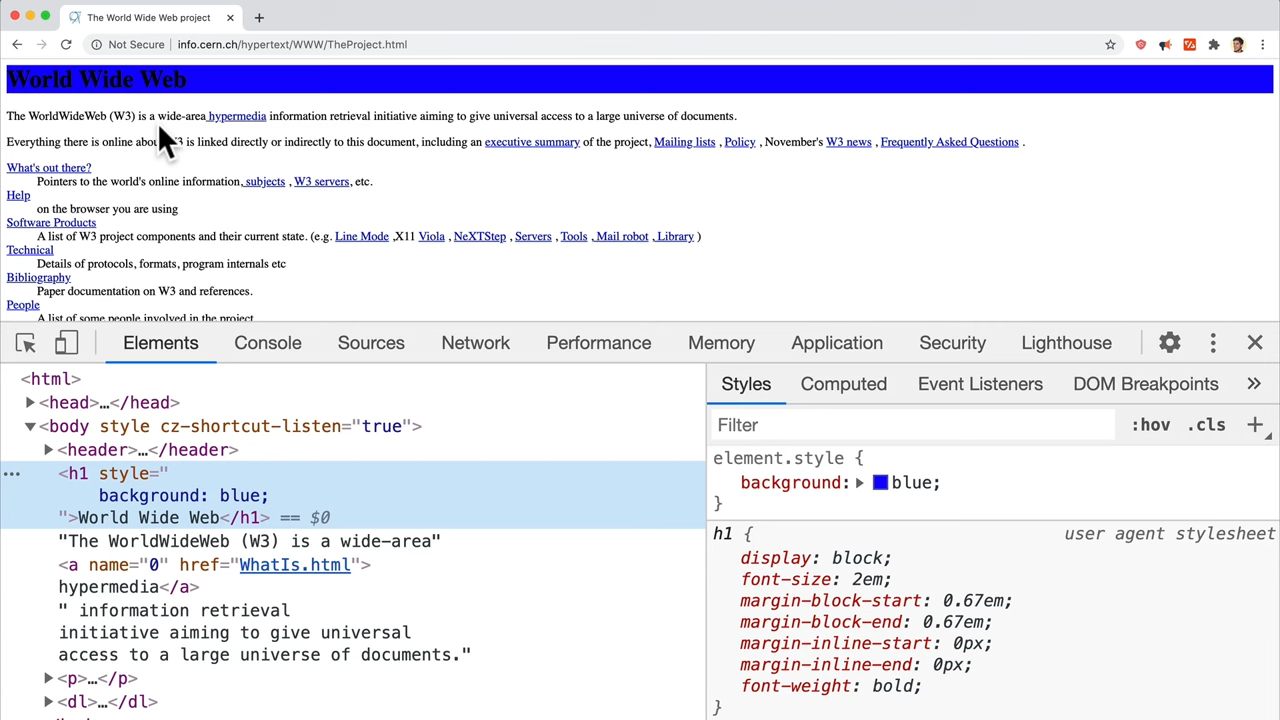 The World Wide Web project
Not Secure info.cern.ch/hypertext/WWW/TheProject.html
World Wide Web
The WorldWideWeb (W3) is a wide-area hypermedia information retrieval initiative aiming to give universal access to a large universe of documents.
Everything there is online abou 3 is linked directly or indirectly to this document, including an executive summary of the project, Mailing lists , Policy , November's W3 news , Frequently Asked Questions .
What's out there?
Pointers to the world's online information, subjects , W3 servers, etc.
Help
on the browser you are using
Software Products
A list of W3 project components and their current state. (e.g. Line Mode ,X11 Viola , NeXTStep , Servers , Tools , Mail robot , Library )
Technical
Details of protocols, formats, program internals etc
Bibliography
Paper documentation on W3 and references.
People
A list of some people involved in the project
Elements Console Sources Network Performance Memory Application Security Lighthouse
<html>
<head>…</head>
<body style cz-shortcut-listen="true">
<header>…</header>
… <h1 style="
background: blue;
">World Wide Web</h1> == $0
"The WorldWideWeb (W3) is a wide-area"
<a name="0" href="WhatIs.html">
hypermedia</a>
" information retrieval
initiative aiming to give universal
access to a large universe of documents."
<p>…</p>
<dl>…</dl>
Styles Computed Event Listeners DOM Breakpoints »
Filter :hov .cls +
element.style {
background: blue;
}
h1 { user agent stylesheet
display: block;
font-size: 2em;
margin-block-start: 0.67em;
margin-block-end: 0.67em;
margin-inline-start: 0px;
margin-inline-end: 0px;
font-weight: bold;
}